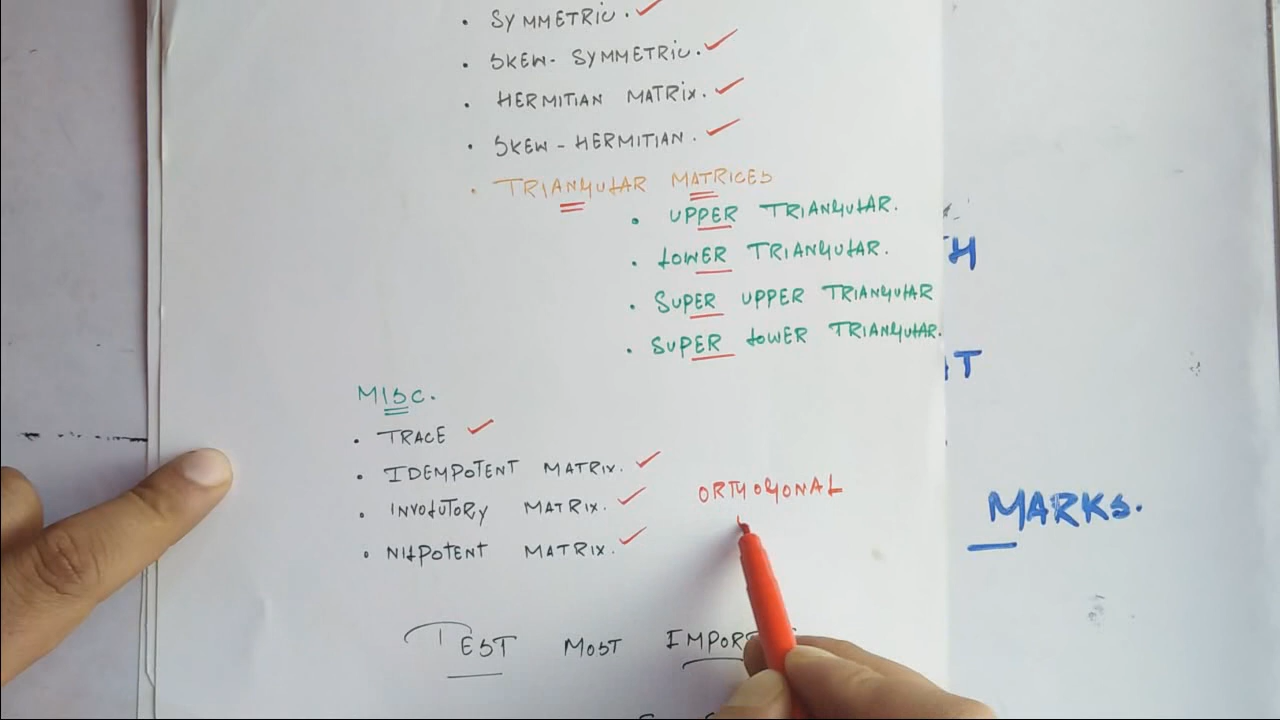 • SYMMETRIC.
• SKEW-SYMMETRIC.
• HERMITIAN MATRIX.
• SKEW-HERMITIAN.
• TRIANGULAR MATRICES
• UPPER TRIANGULAR.
• LOWER TRIANGULAR.
• SUPER UPPER TRIANGULAR
• SUPER LOWER TRIANGULAR.
MISC.
• TRACE
• IDEMPOTENT MATRIX.
• INVOLUTORY MATRIX.
• NILPOTENT MATRIX.
ORTHOGONAL
MARKS.
TEST MOST